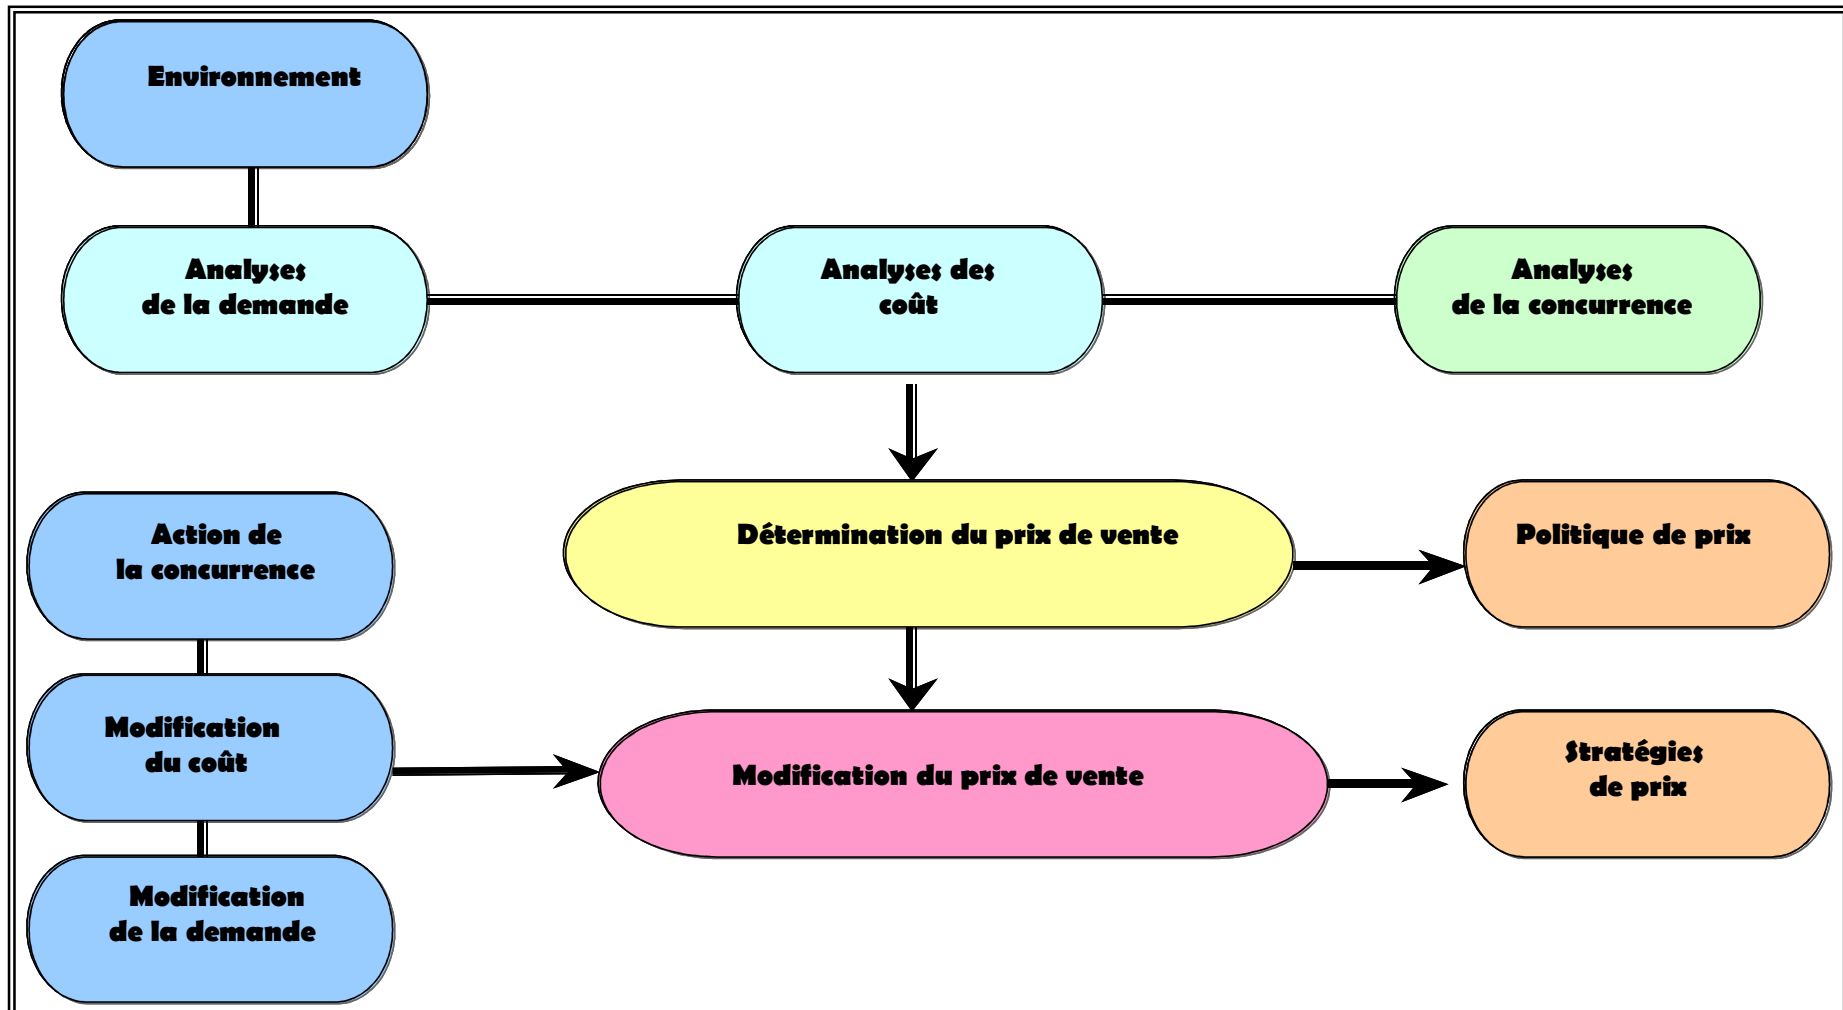 Environnement
Analyses
de la demande
Analyses des
coût
Analyses
de la concurrence
Action de
la concurrence
Détermination du prix de vente
Politique de prix
Modification
du coût
Modification du prix de vente
Stratégies
de prix
Modification
de la demande